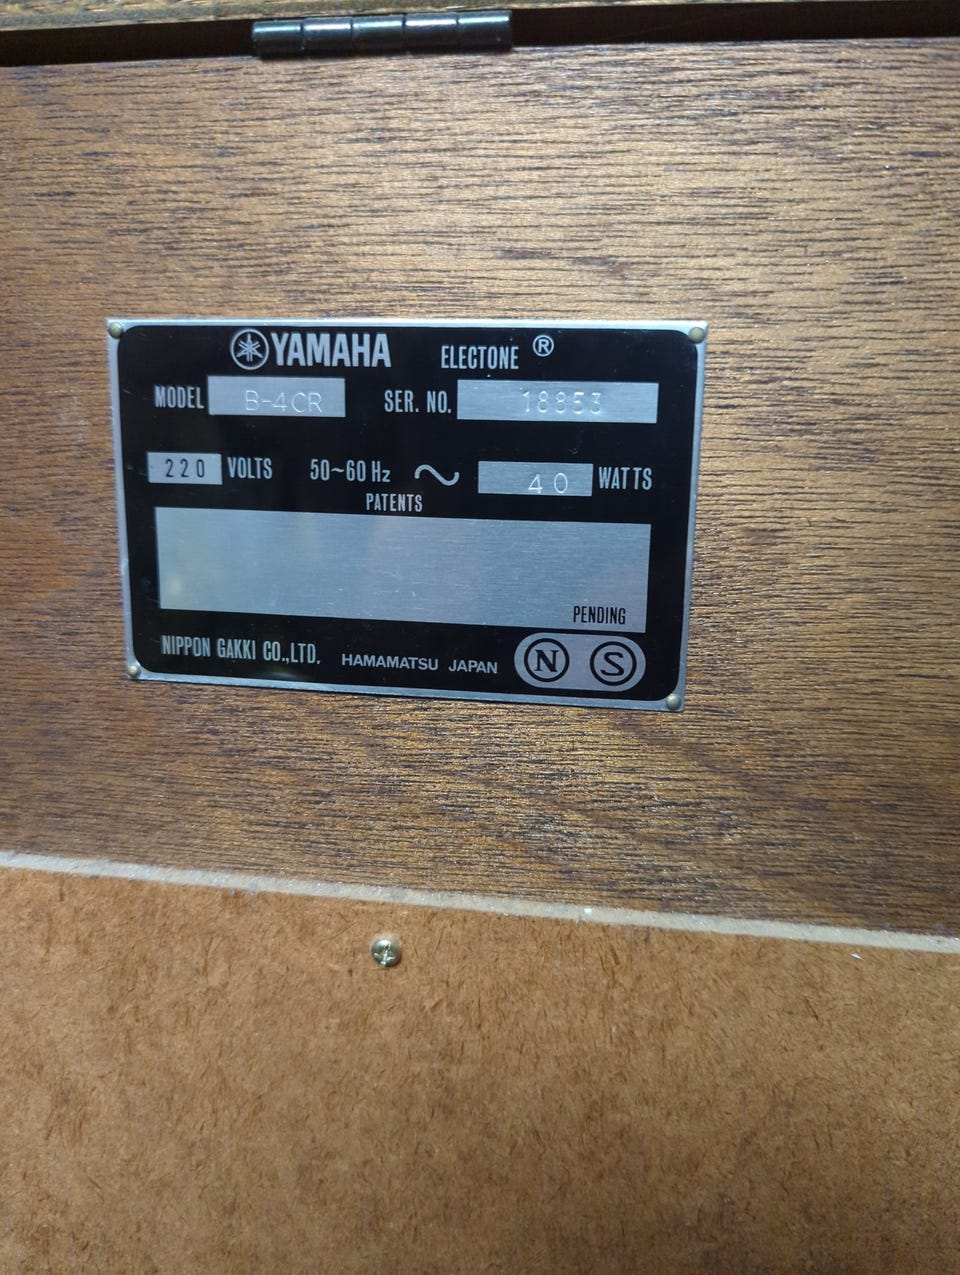 YAMAHA ELECTONE ®
MODEL B-4CR SER. NO. 18853
220 VOLTS 50~60 Hz ~ 40 WATTS
PATENTS
PENDING
NIPPON GAKKI CO.,LTD. HAMAMATSU JAPAN N S